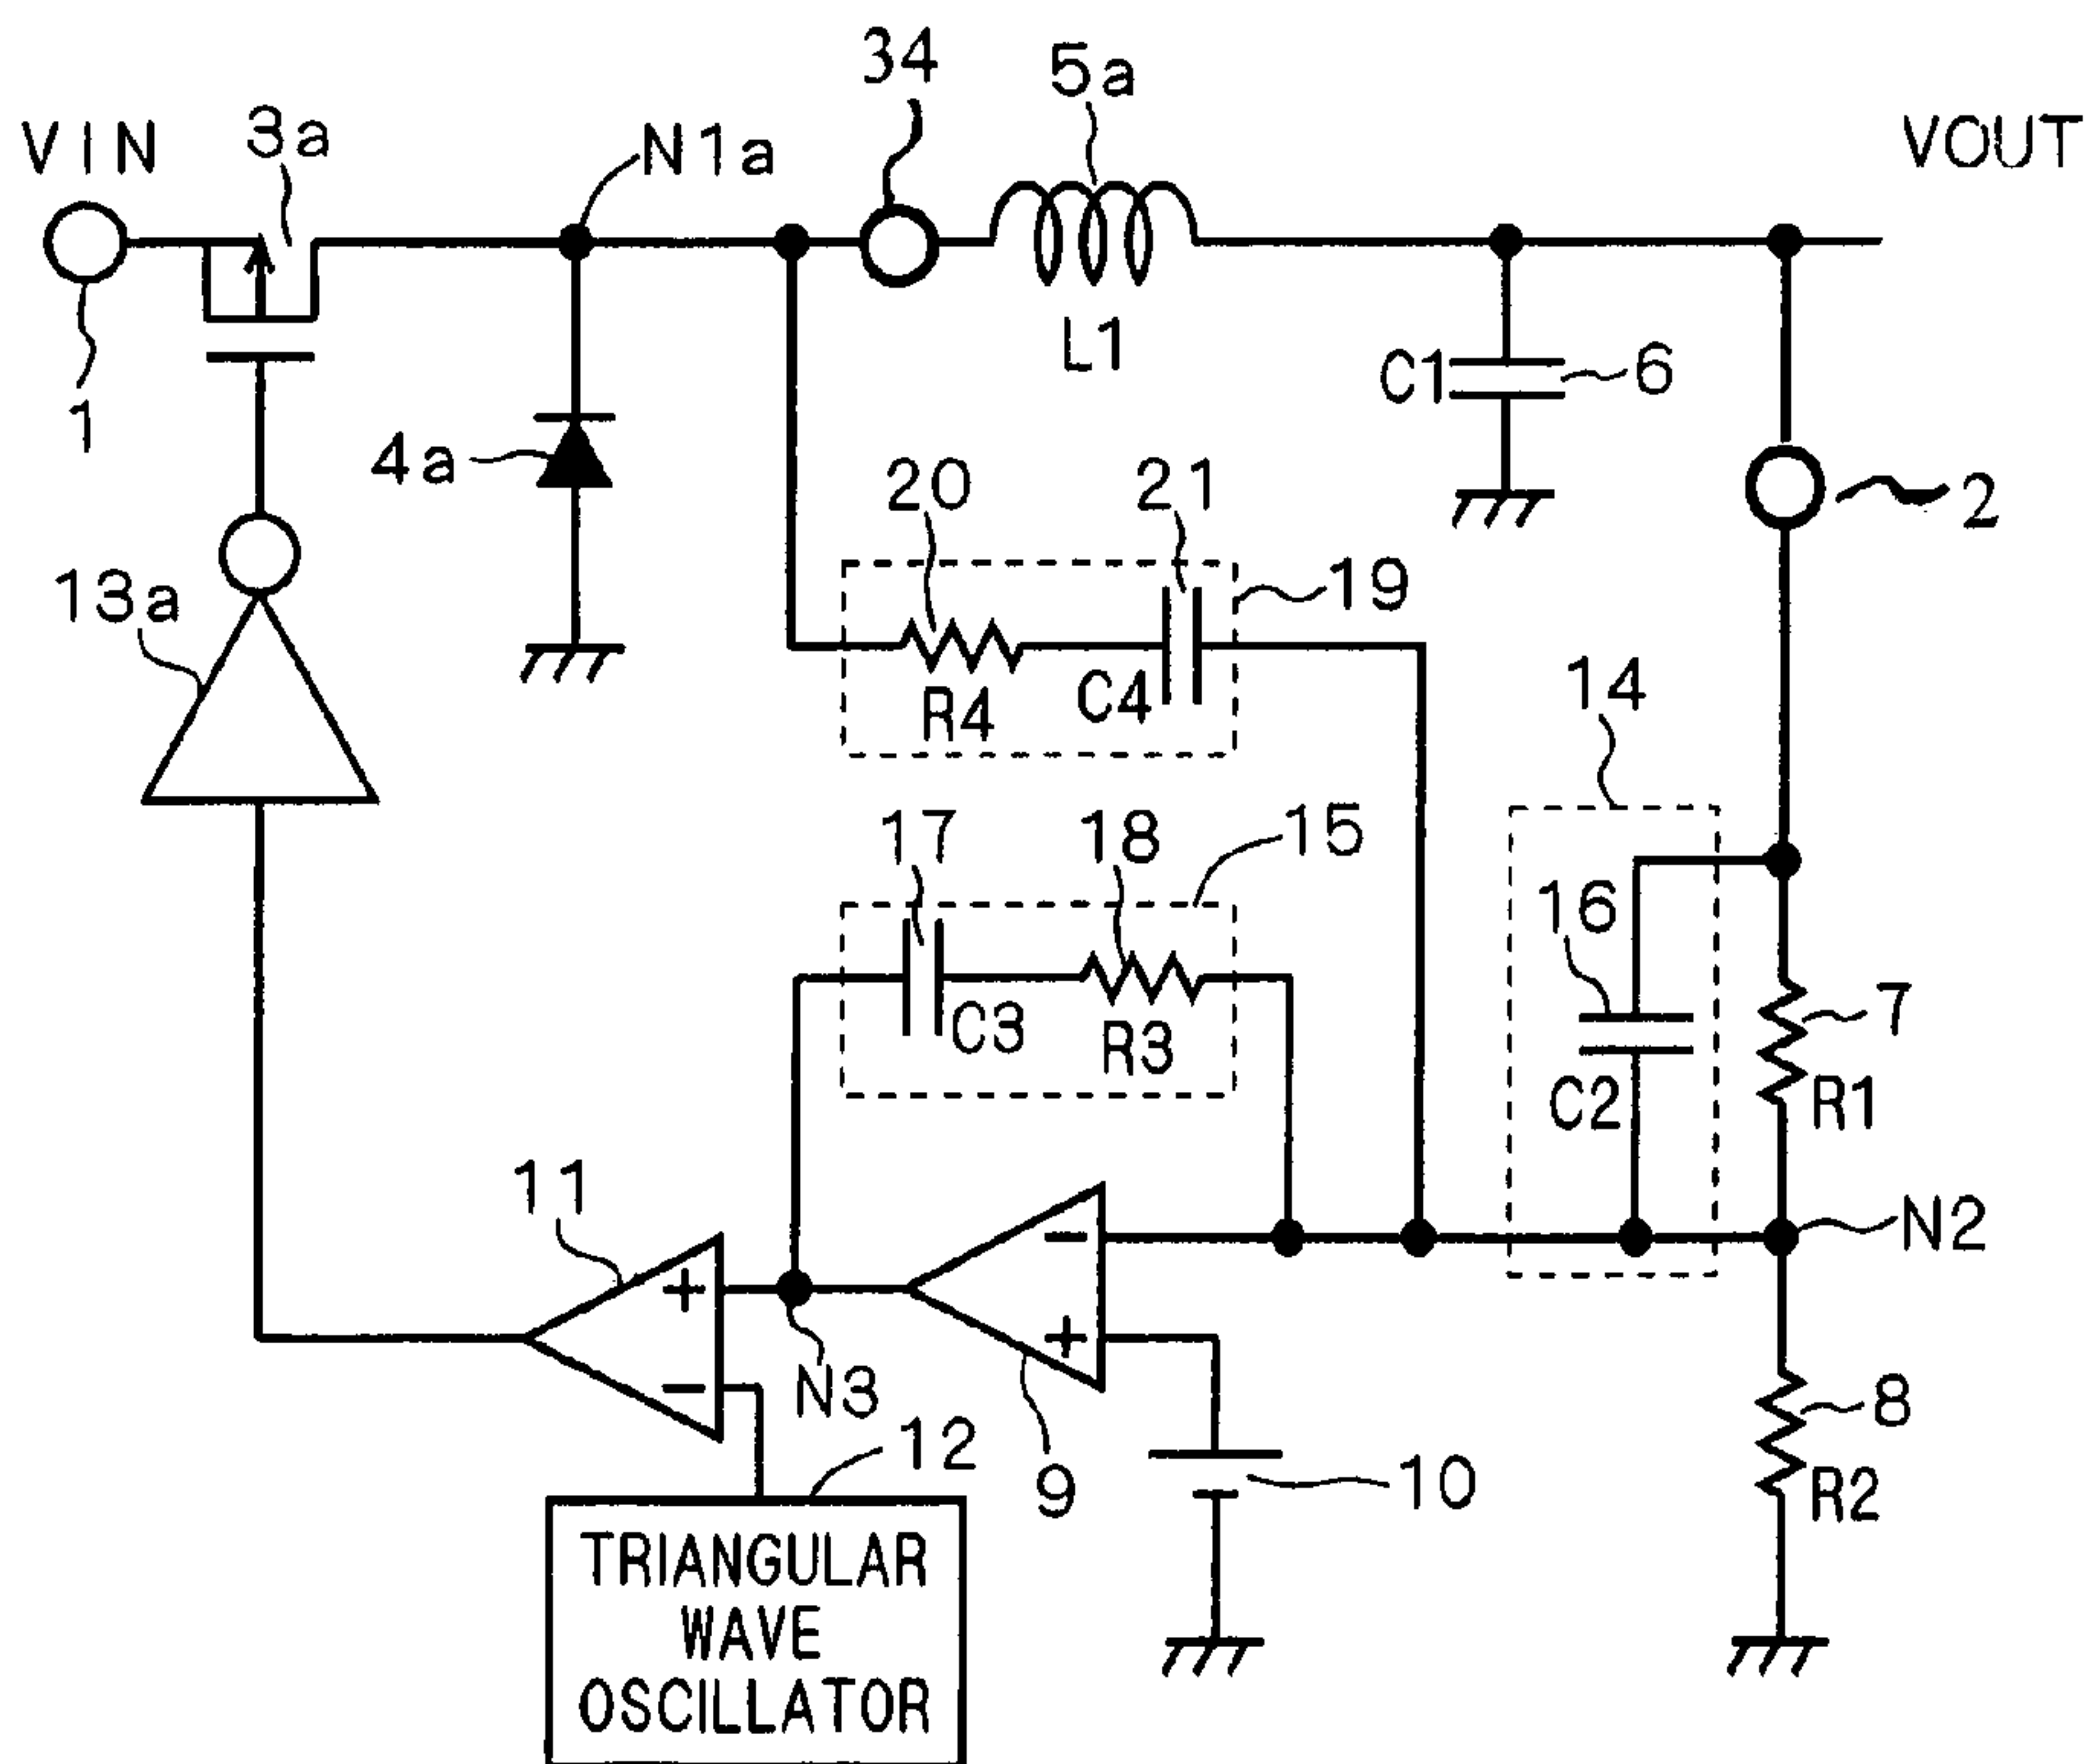 34
5a
VIN
3a
N1a
VOUT
1
L1
C1
6
4a
20
21
2
13a
19
R4
C4
14
17
18
15
16
7
C3
R3
C2
R1
11
−
N2
+
+
−
N3
8
12
9
10
R2
TRIANGULAR
WAVE
OSCILLATOR